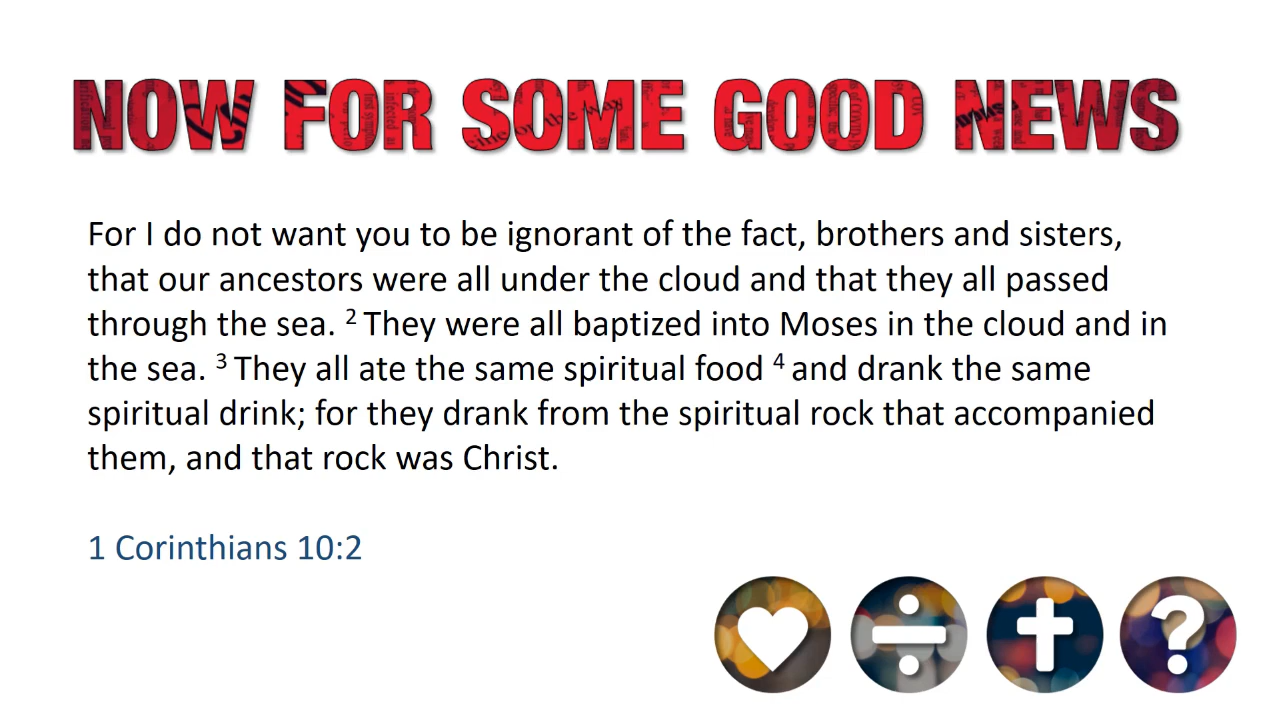 NOW FOR SOME GOOD NEWS
For I do not want you to be ignorant of the fact, brothers and sisters,
that our ancestors were all under the cloud and that they all passed
through the sea. ² They were all baptized into Moses in the cloud and in
the sea. ³ They all ate the same spiritual food ⁴ and drank the same
spiritual drink; for they drank from the spiritual rock that accompanied
them, and that rock was Christ.
1 Corinthians 10:2